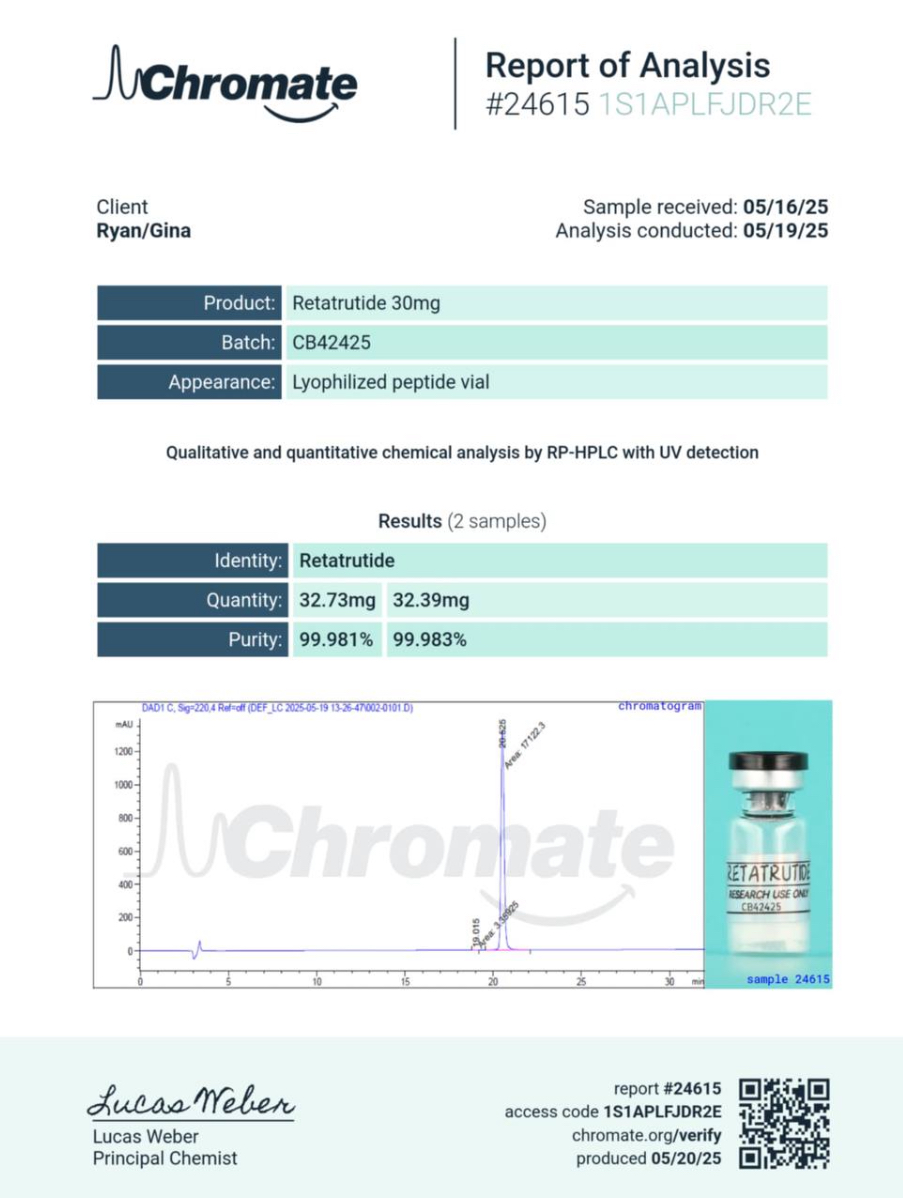 Chromate
Report of Analysis
#24615 1S1APLFJDR2E
Client
Ryan/Gina
Sample received: 05/16/25
Analysis conducted: 05/19/25
Product: Retatrutide 30mg
Batch: CB42425
Appearance: Lyophilized peptide vial
Qualitative and quantitative chemical analysis by RP-HPLC with UV detection
Results (2 samples)
Identity: Retatrutide
Quantity: 32.73mg 32.39mg
Purity: 99.981% 99.983%
DAD1 C, Sig=220,4 Ref=off (DEF_LC 2025-05-19 13-26-47\002-0101.D)
chromatogram
mAU
1200
1000
800
600
400
200
0
20.525
Area: 17122.3
19.015
0 5 10 15 20 25 30 min
Chromate
RETATRUTIDE
RESEARCH USE ONLY
CB42425
sample 24615
Lucas Weber
Lucas Weber
Principal Chemist
report #24615
access code 1S1APLFJDR2E
chromate.org/verify
produced 05/20/25